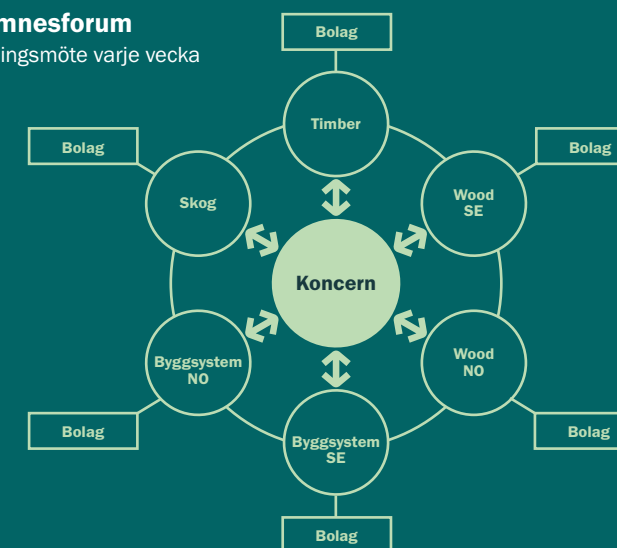 mnesforum
ingsmöte varje vecka
Bolag
Timber
Bolag
Bolag
Skog
Wood
SE
Koncern
Byggsystem
NO
Wood
NO
Bolag
Bolag
Byggsystem
SE
Bolag